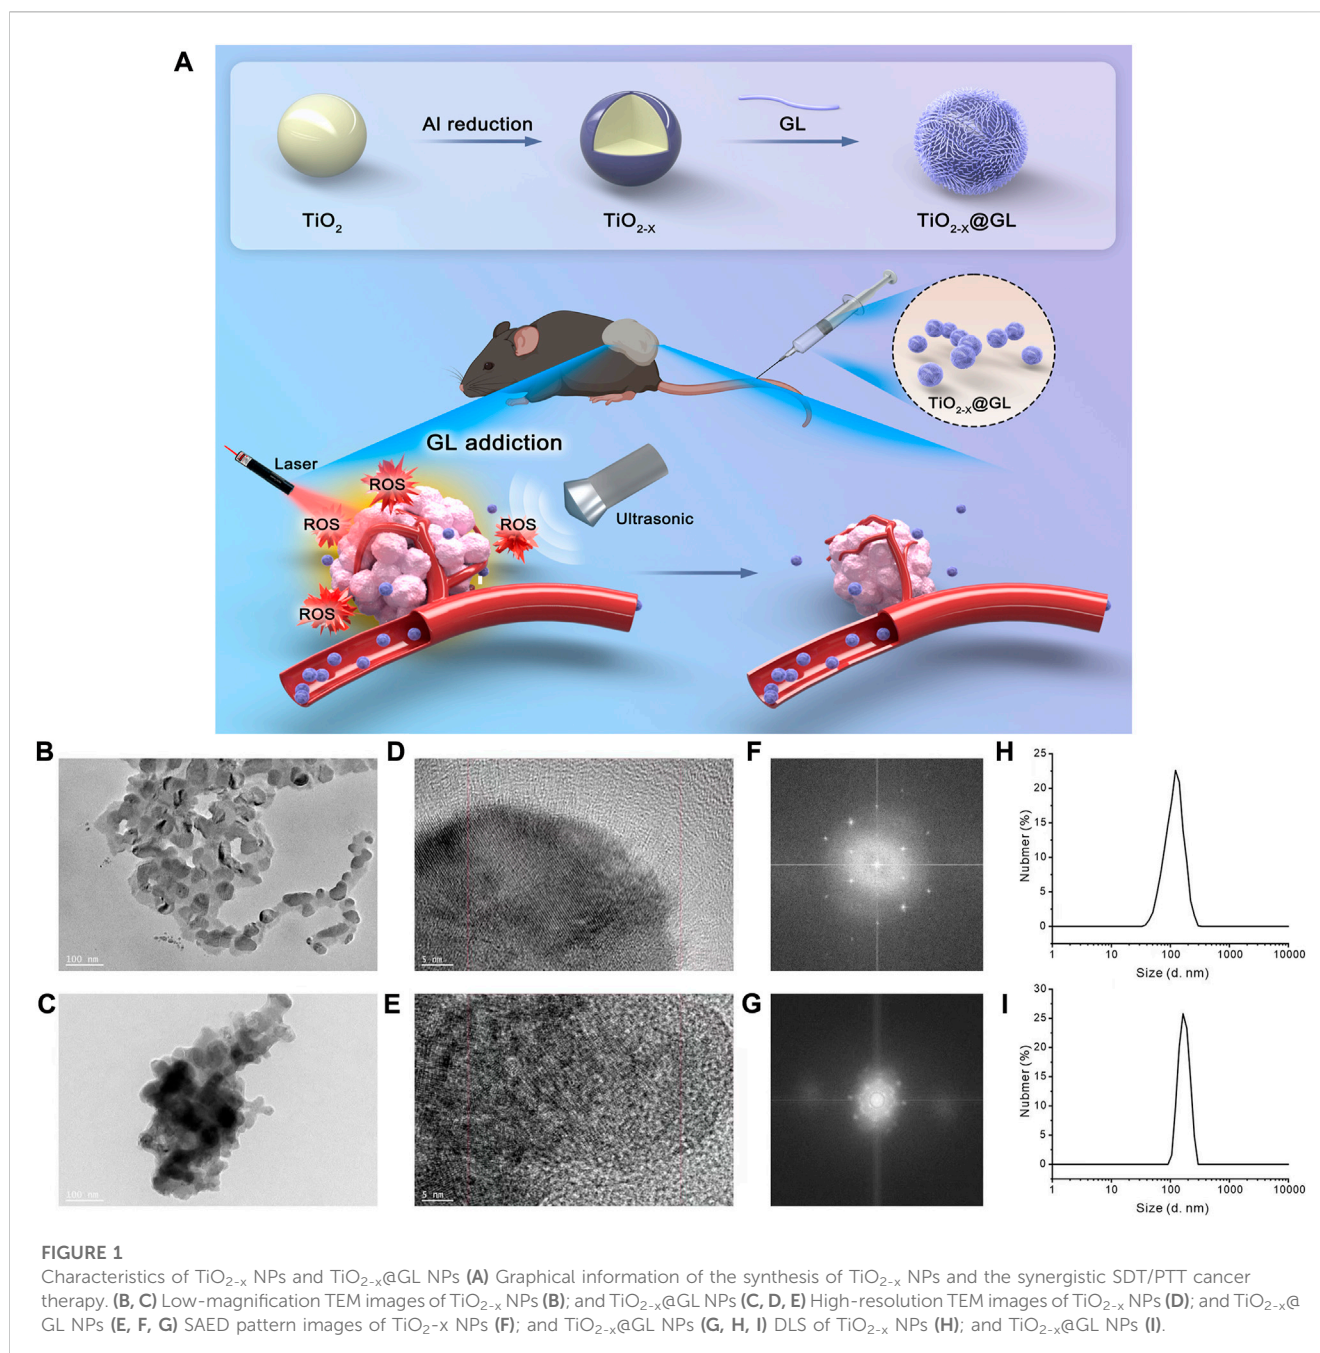 A
Al reduction
GL
TiO2
TiO2-X
TiO2-X@GL
TiO2-X@GL
GL addiction
Laser
ROS
ROS
ROS
ROS
Ultrasonic
B
100 nm
D
5 nm
F
H
25
20
15
10
5
0
Nubmer (%)
1
10
100
1000
10000
Size (d. nm)
C
100 nm
E
5 nm
G
I
30
25
20
15
10
5
0
Nubmer (%)
1
10
100
1000
10000
Size (d. nm)
FIGURE 1
Characteristics of TiO2-x NPs and TiO2-x@GL NPs (A) Graphical information of the synthesis of TiO2-x NPs and the synergistic SDT/PTT cancer
therapy. (B, C) Low-magnification TEM images of TiO2-x NPs (B); and TiO2-x@GL NPs (C, D, E) High-resolution TEM images of TiO2-x NPs (D); and TiO2-x@
GL NPs (E, F, G) SAED pattern images of TiO2-x NPs (F); and TiO2-x@GL NPs (G, H, I) DLS of TiO2-x NPs (H); and TiO2-x@GL NPs (I).